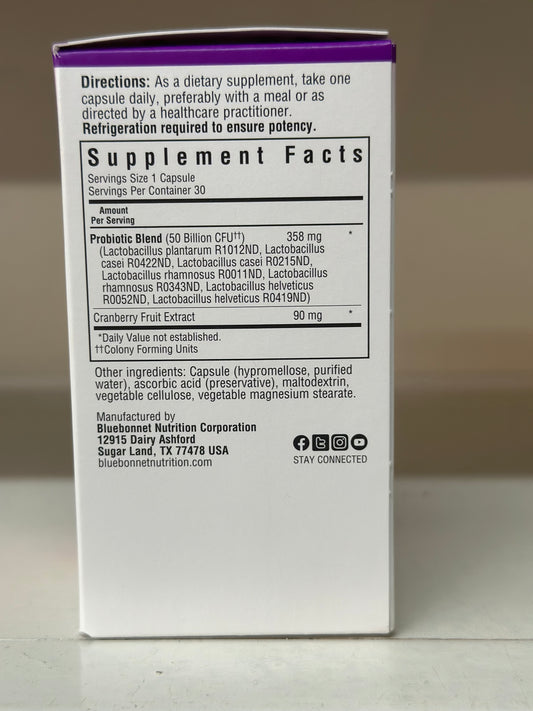 Directions: As a dietary supplement, take one
capsule daily, preferably with a meal or as
directed by a healthcare practitioner.
Refrigeration required to ensure potency.
Supplement Facts
Servings Size 1 Capsule
Servings Per Container 30
Amount
Per Serving
Probiotic Blend (50 Billion CFU††) 358 mg *
(Lactobacillus plantarum R1012ND, Lactobacillus
casei R0422ND, Lactobacillus casei R0215ND,
Lactobacillus rhamnosus R0011ND, Lactobacillus
rhamnosus R0343ND, Lactobacillus helveticus
R0052ND, Lactobacillus helveticus R0419ND)
Cranberry Fruit Extract 90 mg *
*Daily Value not established.
††Colony Forming Units
Other ingredients: Capsule (hypromellose, purified
water), ascorbic acid (preservative), maltodextrin,
vegetable cellulose, vegetable magnesium stearate.
Manufactured by
Bluebonnet Nutrition Corporation
12915 Dairy Ashford
Sugar Land, TX 77478 USA
bluebonnetnutrition.com
STAY CONNECTED